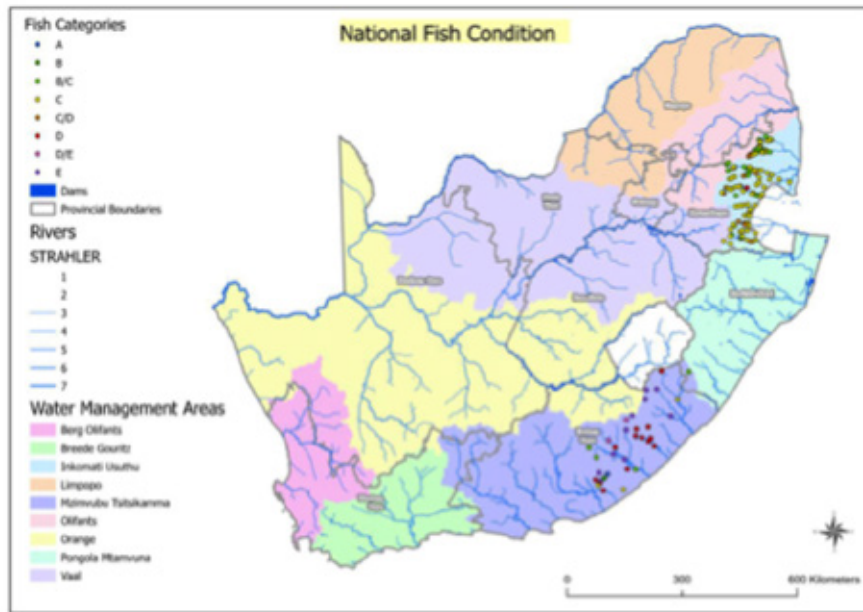 National Fish Condition
Fish Categories
A
B
B/C
C
C/D
D
D/E
E
Dams
Provincial Boundaries
Rivers
STRAHLER
1
2
3
4
5
6
7
Water Management Areas
Berg Olifants
Breede Gouritz
Inkomati Usuthu
Limpopo
Mzimvubu Tsitsikamma
Olifants
Orange
Pongola Mtamvuna
Vaal
0 300 600 Kilometers